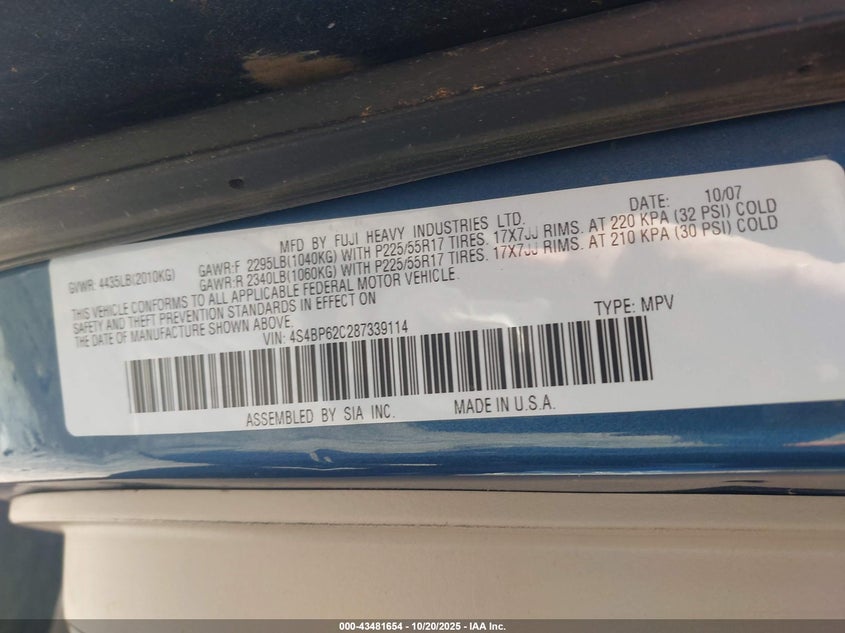 MFD BY FUJI HEAVY INDUSTRIES LTD. DATE: 10/07
GVWR: 4435LB(2010KG) GAWR:F 2295LB(1040KG) WITH P225/55R17 TIRES. 17X7JJ RIMS. AT 220 KPA (32 PSI) COLD
GAWR:R 2340LB(1060KG) WITH P225/55R17 TIRES. 17X7JJ RIMS. AT 210 KPA (30 PSI) COLD
THIS VEHICLE CONFORMS TO ALL APPLICABLE FEDERAL MOTOR VEHICLE.
SAFETY AND THEFT PREVENTION STANDARDS IN EFFECT ON
THE DATE OF MANUFACTURE SHOWN ABOVE.
VIN: 4S4BP62C287339114 TYPE: MPV
ASSEMBLED BY SIA INC. MADE IN U.S.A.
000-43481654 - 10/20/2025 - IAA Inc.